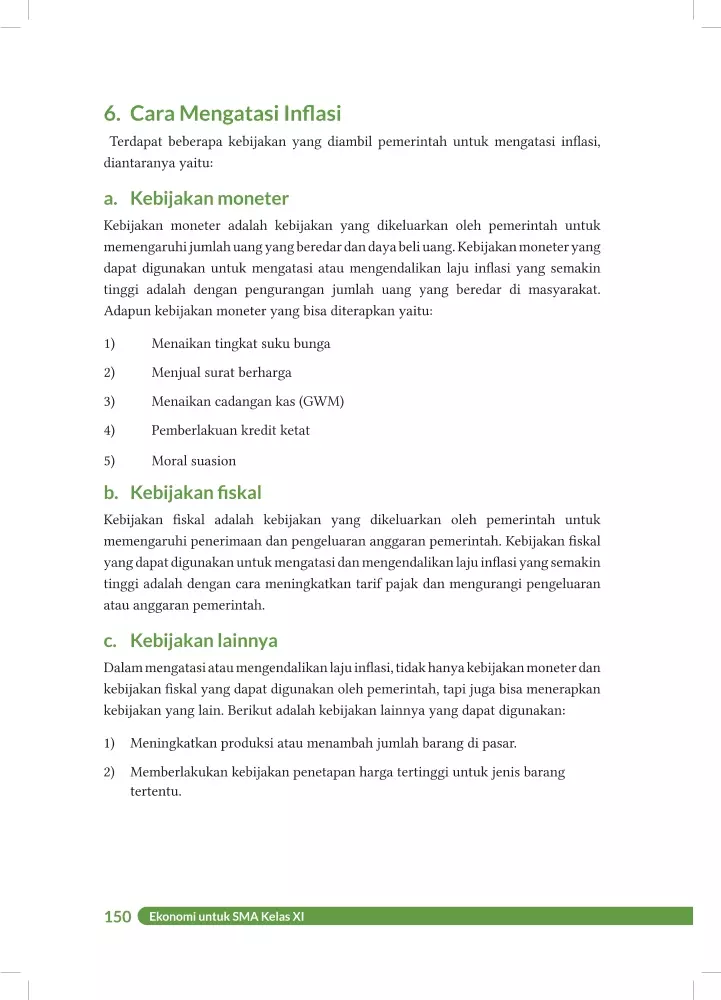 6. Cara Mengatasi Inflasi
Terdapat beberapa kebijakan yang diambil pemerintah untuk mengatasi inflasi,
diantaranya yaitu:
a. Kebijakan moneter
Kebijakan moneter adalah kebijakan yang dikeluarkan oleh pemerintah untuk
memengaruhi jumlah uang yang beredar dan daya beli uang. Kebijakan moneter yang
dapat digunakan untuk mengatasi atau mengendalikan laju inflasi yang semakin
tinggi adalah dengan pengurangan jumlah uang yang beredar di masyarakat.
Adapun kebijakan moneter yang bisa diterapkan yaitu:
1) Menaikan tingkat suku bunga
2) Menjual surat berharga
3) Menaikan cadangan kas (GWM)
4) Pemberlakuan kredit ketat
5) Moral suasion
b. Kebijakan fiskal
Kebijakan fiskal adalah kebijakan yang dikeluarkan oleh pemerintah untuk
memengaruhi penerimaan dan pengeluaran anggaran pemerintah. Kebijakan fiskal
yang dapat digunakan untuk mengatasi dan mengendalikan laju inflasi yang semakin
tinggi adalah dengan cara meningkatkan tarif pajak dan mengurangi pengeluaran
atau anggaran pemerintah.
c. Kebijakan lainnya
Dalam mengatasi atau mengendalikan laju inflasi, tidak hanya kebijakan moneter dan
kebijakan fiskal yang dapat digunakan oleh pemerintah, tapi juga bisa menerapkan
kebijakan yang lain. Berikut adalah kebijakan lainnya yang dapat digunakan:
1) Meningkatkan produksi atau menambah jumlah barang di pasar.
2) Memberlakukan kebijakan penetapan harga tertinggi untuk jenis barang
tertentu.
150 Ekonomi untuk SMA Kelas XI